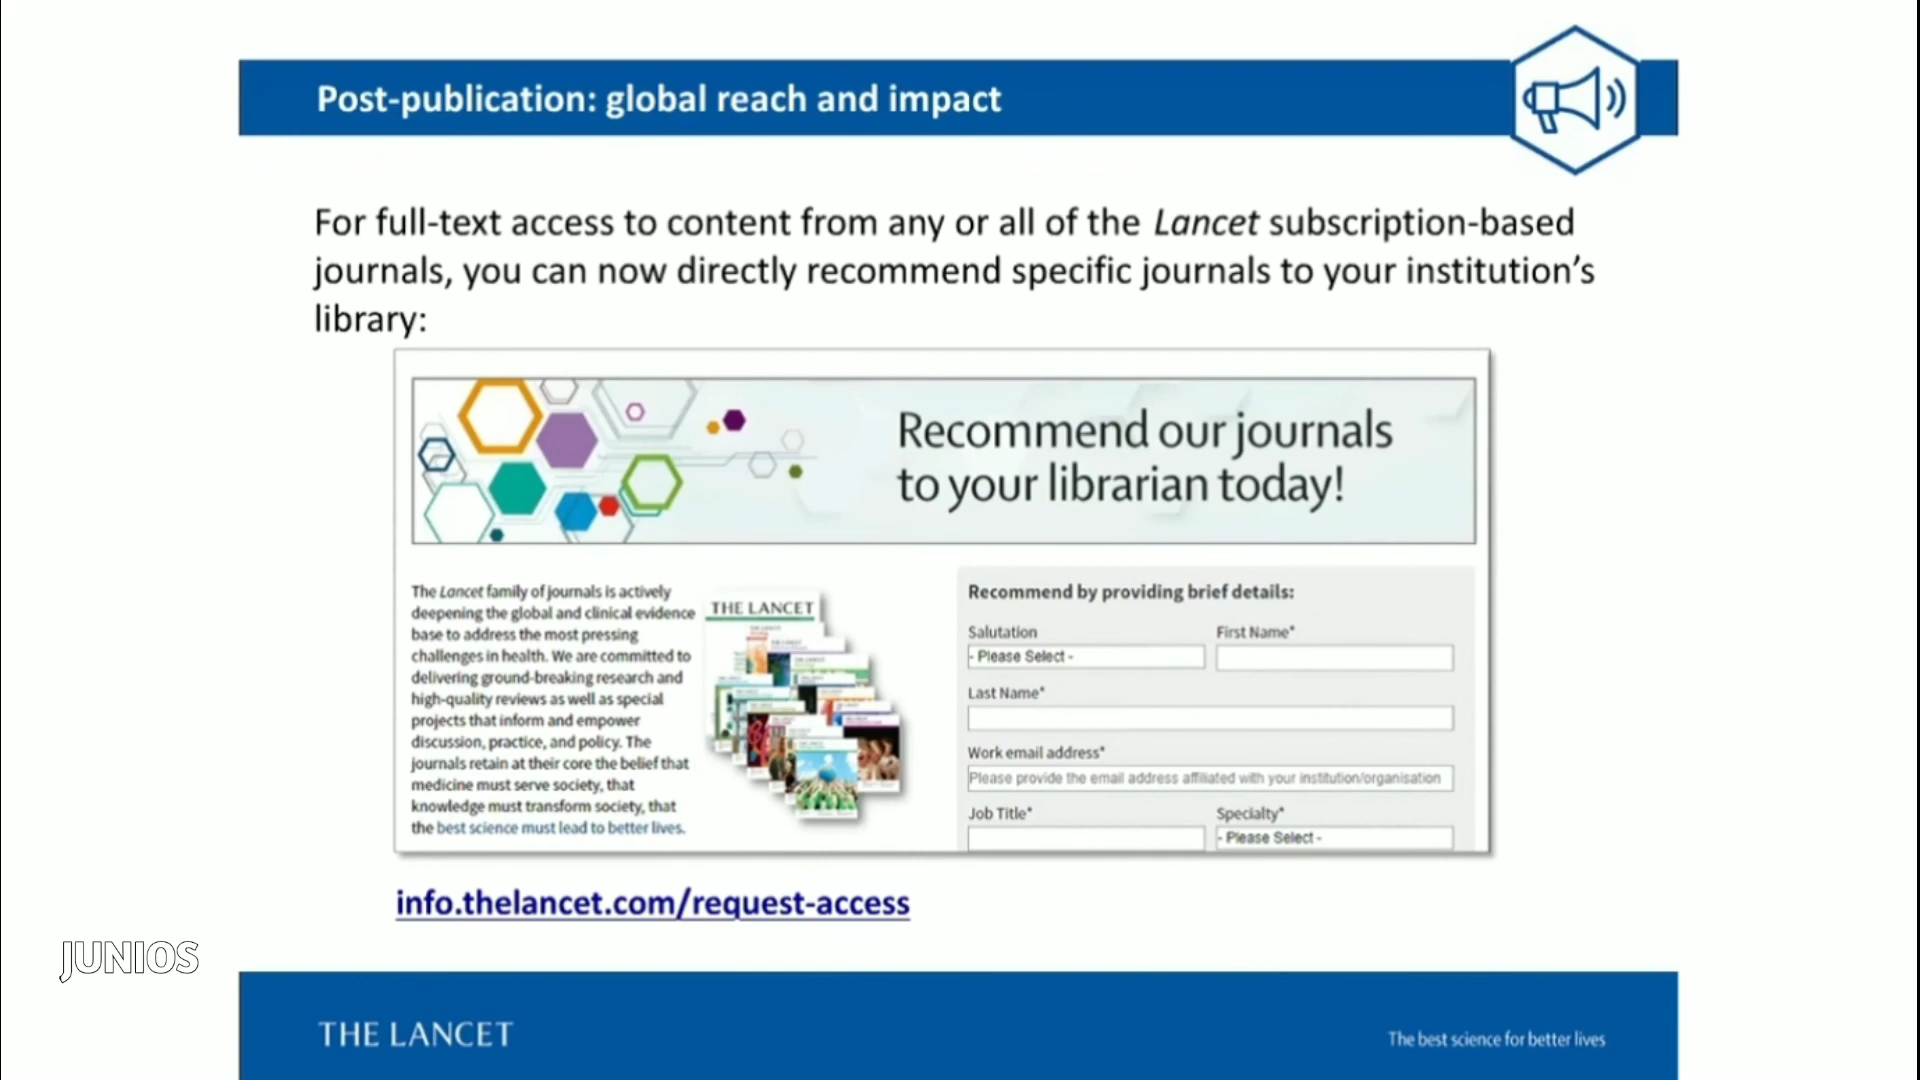 Post-publication: global reach and impact
For full-text access to content from any or all of the Lancet subscription-based
journals, you can now directly recommend specific journals to your institution’s
library:
Recommend our journals
to your librarian today!
The Lancet family of journals is actively
deepening the global and clinical evidence
base to address the most pressing
challenges in health. We are committed to
delivering ground-breaking research and
high-quality reviews as well as special
projects that inform and empower
discussion, practice, and policy. The
journals retain at their core the belief that
medicine must serve society, that
knowledge must transform society, that
the best science must lead to better lives.
THE LANCET
Recommend by providing brief details:
Salutation
First Name*
- Please Select -
Last Name*
Work email address*
Please provide the email address affiliated with your institution/organisation
Job Title*
Specialty*
- Please Select -
info.thelancet.com/request-access
JUNIOS
THE LANCET
The best science for better lives